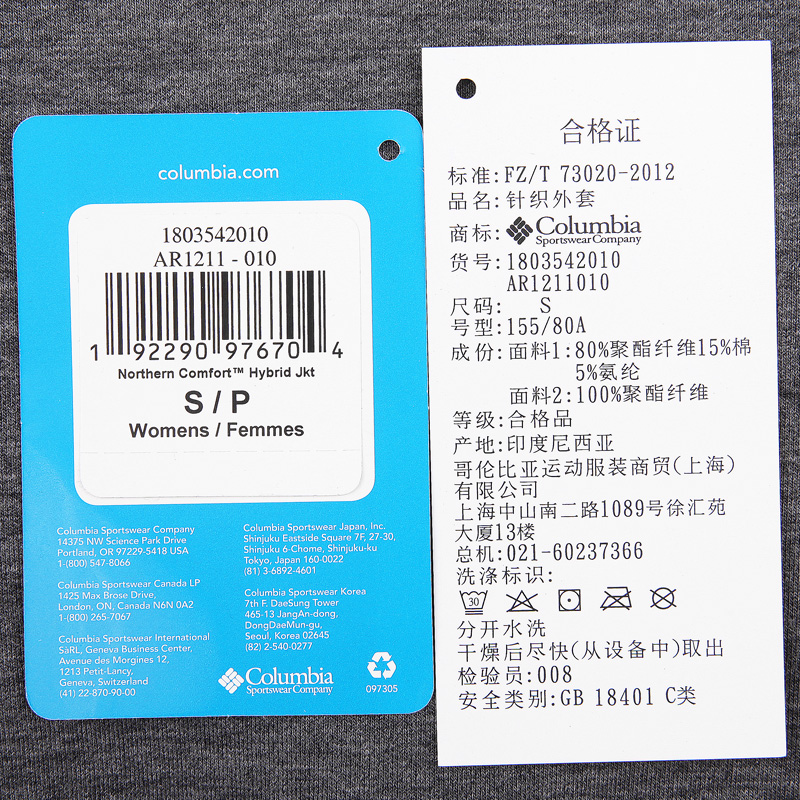 columbia.com
1803542010
AR1211 - 010
1 92290 97670 4
Northern Comfort™ Hybrid Jkt
S / P
Womens / Femmes
Columbia Sportswear Company
14375 NW Science Park Drive
Portland, OR 97229-5418 USA
1-(800) 547-8066
Columbia Sportswear Canada LP
1425 Max Brose Drive,
London, ON, Canada N6N 0A2
1-(800) 265-7067
Columbia Sportswear International
SàRL, Geneva Business Center,
Avenue des Morgines 12,
1213 Petit-Lancy,
Geneva, Switzerland
(41) 22-870-90-00
Columbia Sportswear Japan, Inc.
Shinjuku Eastside Square 7F, 27-30,
Shinjuku 6-Chome, Shinjuku-ku
Tokyo, Japan 160-0022
(81) 3-6892-4601
Columbia Sportswear Korea
7th F. DaeSung Tower
465-13 JangAn-dong,
DongDaeMun-gu,
Seoul, Korea 02645
(82) 2-540-0277
Columbia
Sportswear Company
097305
合格证
标准:FZ/T 73020-2012
品名:针织外套
商标:Columbia
Sportswear Company
货号:1803542010
AR1211010
尺码: S
号型:155/80A
成份:面料1:80%聚酯纤维15%棉
5%氨纶
面料2:100%聚酯纤维
等级:合格品
产地:印度尼西亚
哥伦比亚运动服装商贸(上海)
有限公司
上海中山南二路1089号徐汇苑
大厦13楼
总机:021-60237366
洗涤标识:
30
分开水洗
干燥后尽快(从设备中)取出
检验员:008
安全类别:GB 18401 C类